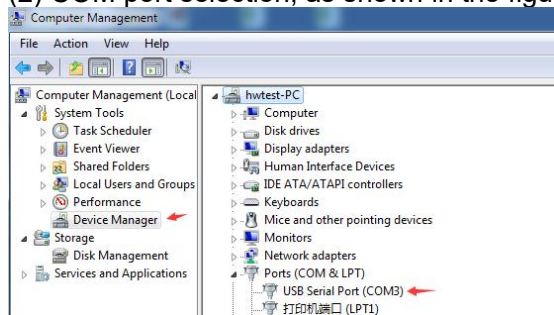 (2) COM port selection, as shown in the figu
Computer Management
File Action View Help
Computer Management (Local
System Tools
Task Scheduler
Event Viewer
Shared Folders
Local Users and Groups
Performance
Device Manager
Storage
Disk Management
Services and Applications
hwtest-PC
Computer
Disk drives
Display adapters
Human Interface Devices
IDE ATA/ATAPI controllers
Keyboards
Mice and other pointing devices
Monitors
Network adapters
Ports (COM & LPT)
USB Serial Port (COM3)
打印机端口 (LPT1)